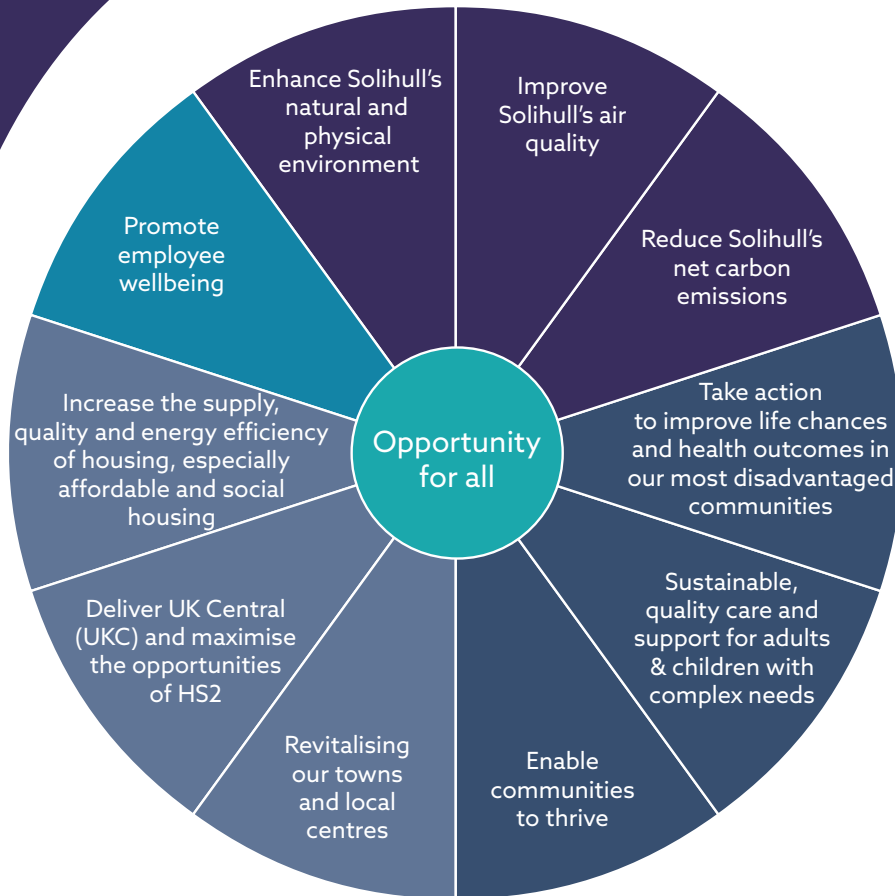 Enhance Solihull's
natural and
physical
environment
Improve
Solihull's air
quality
Reduce Solihull's
net carbon
emissions
Take action
to improve life chances
and health outcomes in
our most disadvantaged
communities
Sustainable,
quality care and
support for adults
& children with
complex needs
Enable
communities
to thrive
Revitalising
our towns
and local
centres
Deliver UK Central
(UKC) and maximise
the opportunities
of HS2
Increase the supply,
quality and energy efficiency
of housing, especially
affordable and social
housing
Promote
employee
wellbeing
Opportunity
for all